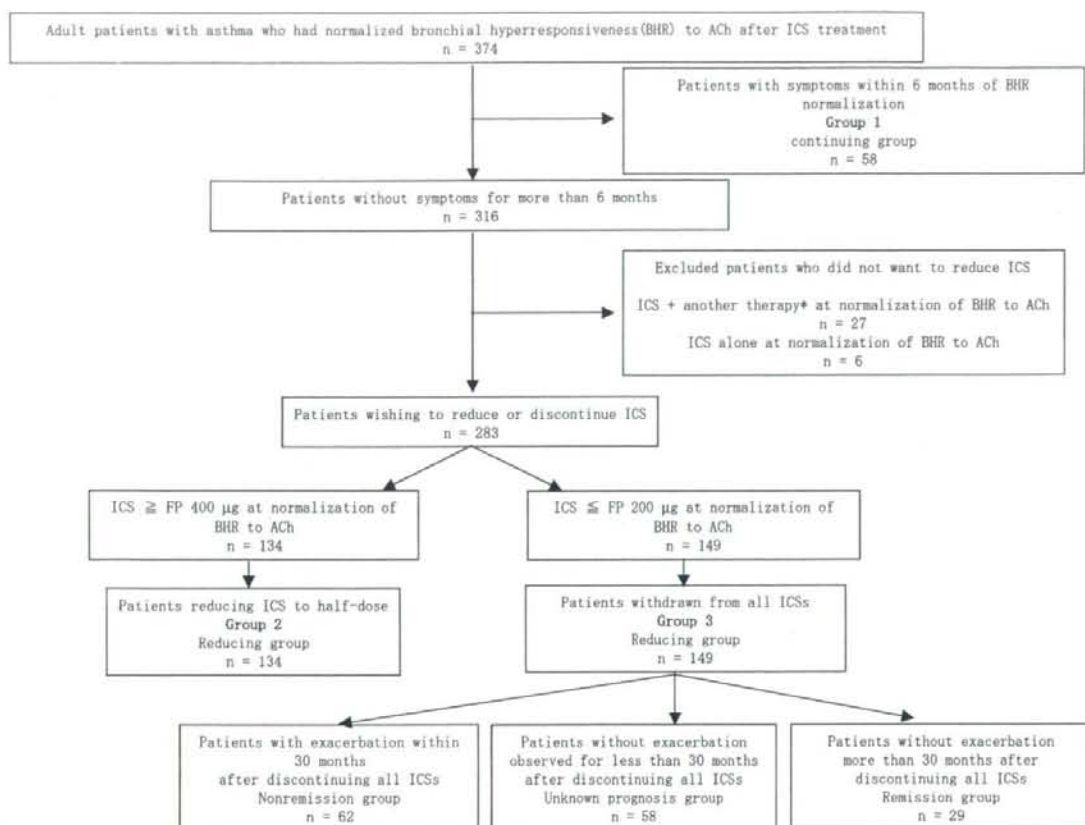 Adult patients with asthma who had normalized bronchial hyperresponsiveness(BHR) to ACh after ICS treatment
n = 374
Patients with symptoms within 6 months of BHR
normalization
Group 1
continuing group
n = 58
Patients without symptoms for more than 6 months
n = 316
Excluded patients who did not want to reduce ICS
ICS + another therapy* at normalization of BHR to ACh
n = 27
ICS alone at normalization of BHR to ACh
n = 6
Patients wishing to reduce or discontinue ICS
n = 283
ICS ≧ FP 400 μg at normalization of
BHR to ACh
n = 134
ICS ≦ FP 200 μg at normalization of
BHR to ACh
n = 149
Patients reducing ICS to half-dose
Group 2
Reducing group
n = 134
Patients withdrawn from all ICSs
Group 3
Reducing group
n = 149
Patients with exacerbation within
30 months
after discontinuing all ICSs
Nonremission group
n = 62
Patients without exacerbation
observed for less than 30 months
after discontinuing all ICSs
Unknown prognosis group
n = 58
Patients without exacerbation
more than 30 months after
discontinuing all ICSs
Remission group
n = 29